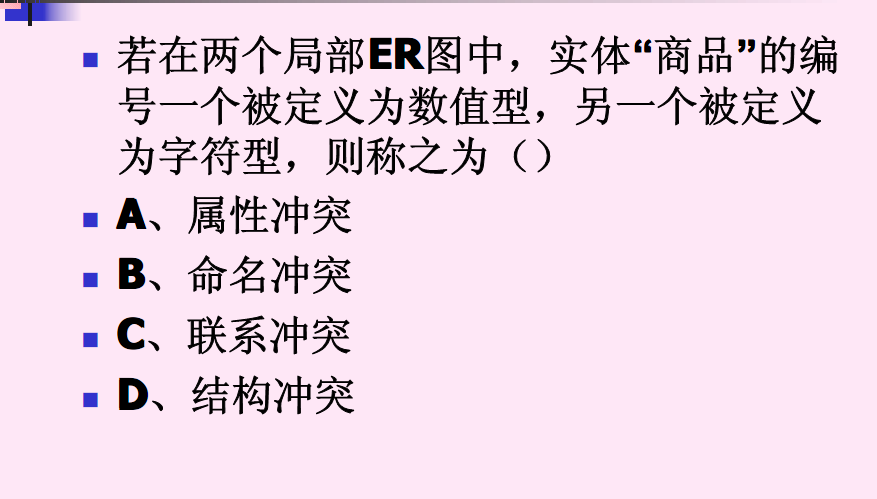 若在两个局部ER图中，实体“商品”的编
号一个被定义为数值型，另一个被定义
为字符型，则称之为（）
A、属性冲突
B、命名冲突
C、联系冲突
D、结构冲突